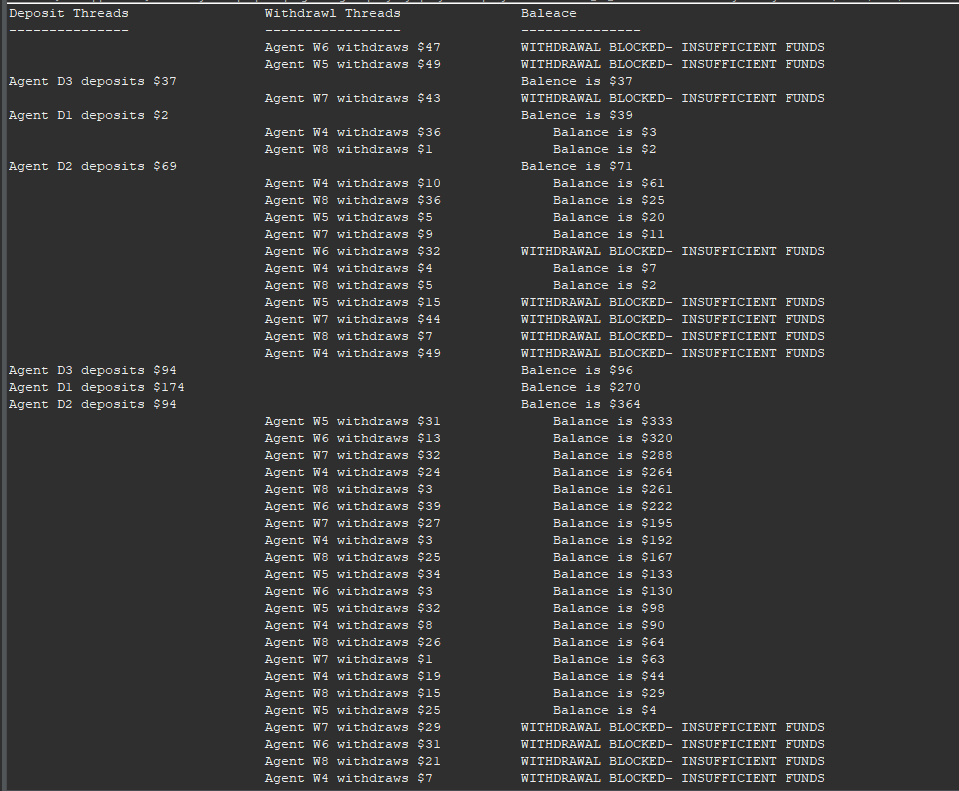 Deposit Threads Withdrawl Threads Baleace
--------------- ----------------- ---------------
Agent W6 withdraws $47 WITHDRAWAL BLOCKED- INSUFFICIENT FUNDS
Agent W5 withdraws $49 WITHDRAWAL BLOCKED- INSUFFICIENT FUNDS
Agent D3 deposits $37 Balence is $37
Agent W7 withdraws $43 WITHDRAWAL BLOCKED- INSUFFICIENT FUNDS
Agent D1 deposits $2 Balence is $39
Agent W4 withdraws $36 Balance is $3
Agent W8 withdraws $1 Balance is $2
Agent D2 deposits $69 Balence is $71
Agent W4 withdraws $10 Balance is $61
Agent W8 withdraws $36 Balance is $25
Agent W5 withdraws $5 Balance is $20
Agent W7 withdraws $9 Balance is $11
Agent W6 withdraws $32 WITHDRAWAL BLOCKED- INSUFFICIENT FUNDS
Agent W4 withdraws $4 Balance is $7
Agent W8 withdraws $5 Balance is $2
Agent W5 withdraws $15 WITHDRAWAL BLOCKED- INSUFFICIENT FUNDS
Agent W7 withdraws $44 WITHDRAWAL BLOCKED- INSUFFICIENT FUNDS
Agent W8 withdraws $7 WITHDRAWAL BLOCKED- INSUFFICIENT FUNDS
Agent W4 withdraws $49 WITHDRAWAL BLOCKED- INSUFFICIENT FUNDS
Agent D3 deposits $94 Balence is $96
Agent D1 deposits $174 Balence is $270
Agent D2 deposits $94 Balence is $364
Agent W5 withdraws $31 Balance is $333
Agent W6 withdraws $13 Balance is $320
Agent W7 withdraws $32 Balance is $288
Agent W4 withdraws $24 Balance is $264
Agent W8 withdraws $3 Balance is $261
Agent W6 withdraws $39 Balance is $222
Agent W7 withdraws $27 Balance is $195
Agent W4 withdraws $3 Balance is $192
Agent W8 withdraws $25 Balance is $167
Agent W5 withdraws $34 Balance is $133
Agent W6 withdraws $3 Balance is $130
Agent W5 withdraws $32 Balance is $98
Agent W4 withdraws $8 Balance is $90
Agent W8 withdraws $26 Balance is $64
Agent W7 withdraws $1 Balance is $63
Agent W4 withdraws $19 Balance is $44
Agent W8 withdraws $15 Balance is $29
Agent W5 withdraws $25 Balance is $4
Agent W7 withdraws $29 WITHDRAWAL BLOCKED- INSUFFICIENT FUNDS
Agent W6 withdraws $31 WITHDRAWAL BLOCKED- INSUFFICIENT FUNDS
Agent W8 withdraws $21 WITHDRAWAL BLOCKED- INSUFFICIENT FUNDS
Agent W4 withdraws $7 WITHDRAWAL BLOCKED- INSUFFICIENT FUNDS